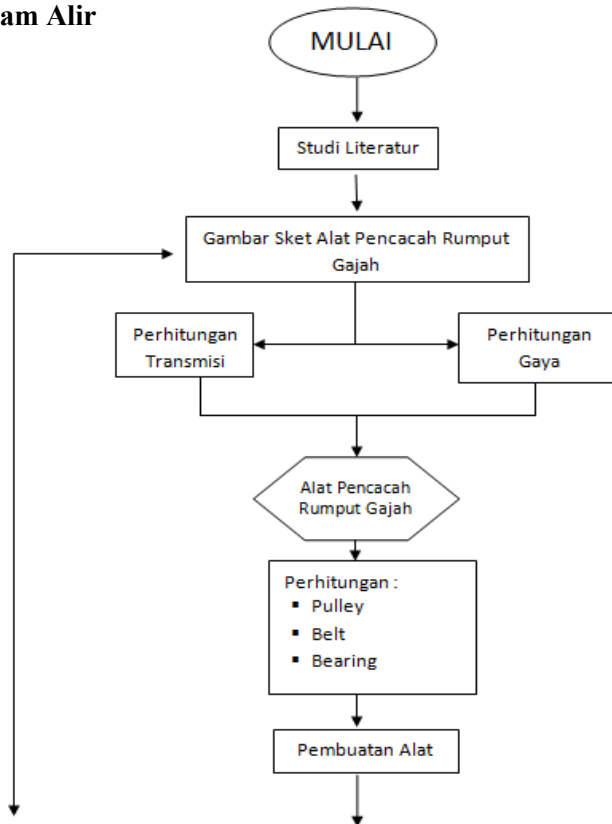 am Alir
MULAI
Studi Literatur
Gambar Sket Alat Pencacah Rumput
Gajah
Perhitungan
Transmisi
Perhitungan
Gaya
Alat Pencacah
Rumput Gajah
Perhitungan :
▪ Pulley
▪ Belt
▪ Bearing
Pembuatan Alat